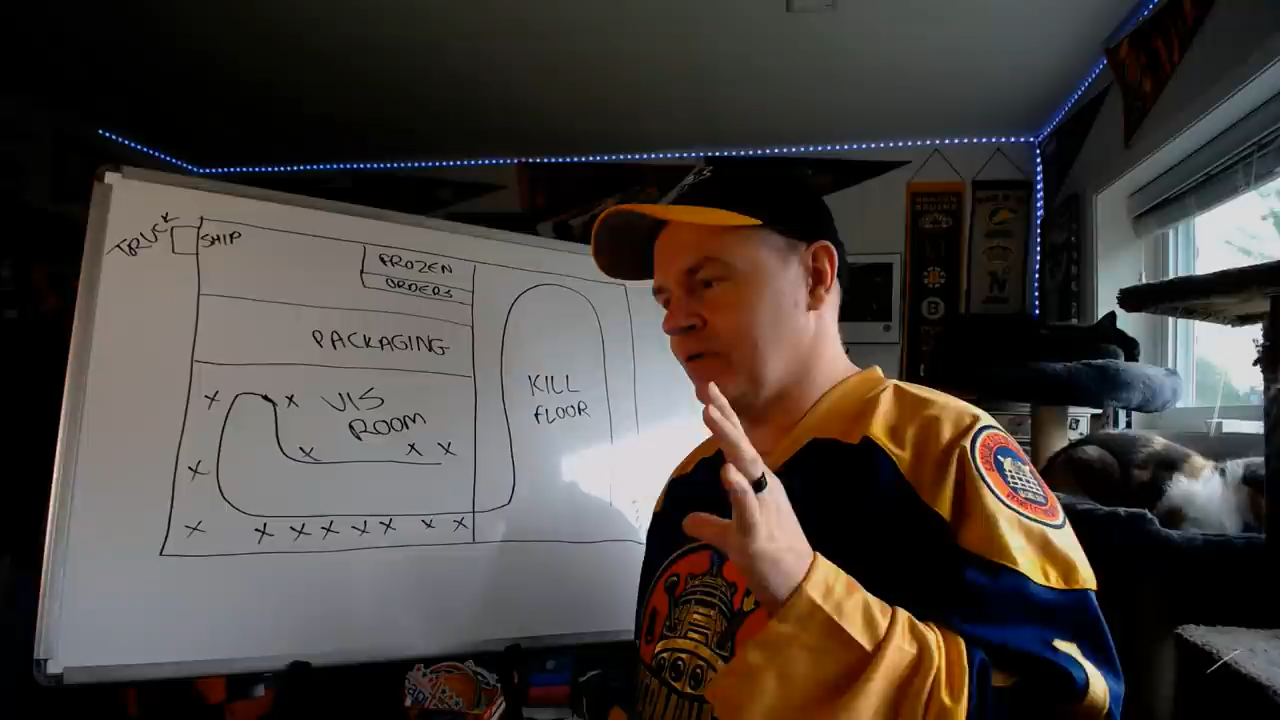 TRUCK
SHIP
FROZEN
ORDERS
PACKAGING
VIS
ROOM
KILL
FLOOR
X X
X X X
X
X X X X X X X X
B